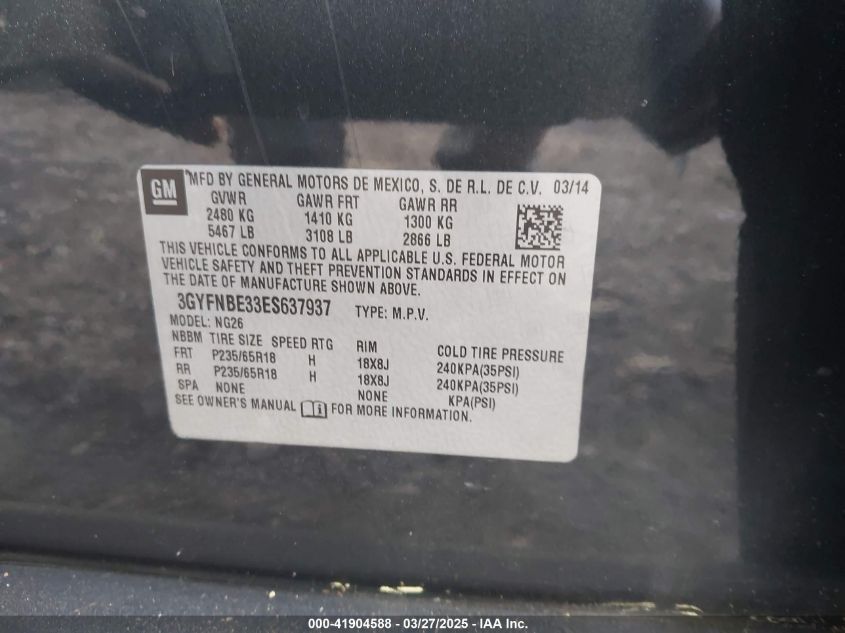 GM
MFD BY GENERAL MOTORS DE MEXICO, S. DE R.L. DE C.V. 03/14
GVWR GAWR FRT GAWR RR
2480 KG 1410 KG 1300 KG
5467 LB 3108 LB 2866 LB
THIS VEHICLE CONFORMS TO ALL APPLICABLE U.S. FEDERAL MOTOR
VEHICLE SAFETY AND THEFT PREVENTION STANDARDS IN EFFECT ON
THE DATE OF MANUFACTURE SHOWN ABOVE.
3GYFNBE33ES637937 TYPE: M.P.V.
MODEL: NG26
NBBM TIRE SIZE SPEED RTG RIM COLD TIRE PRESSURE
FRT P235/65R18 H 18X8J 240KPA(35PSI)
RR P235/65R18 H 18X8J 240KPA(35PSI)
SPA NONE NONE KPA(PSI)
SEE OWNER'S MANUAL FOR MORE INFORMATION.
000-41904588 - 03/27/2025 - IAA Inc.